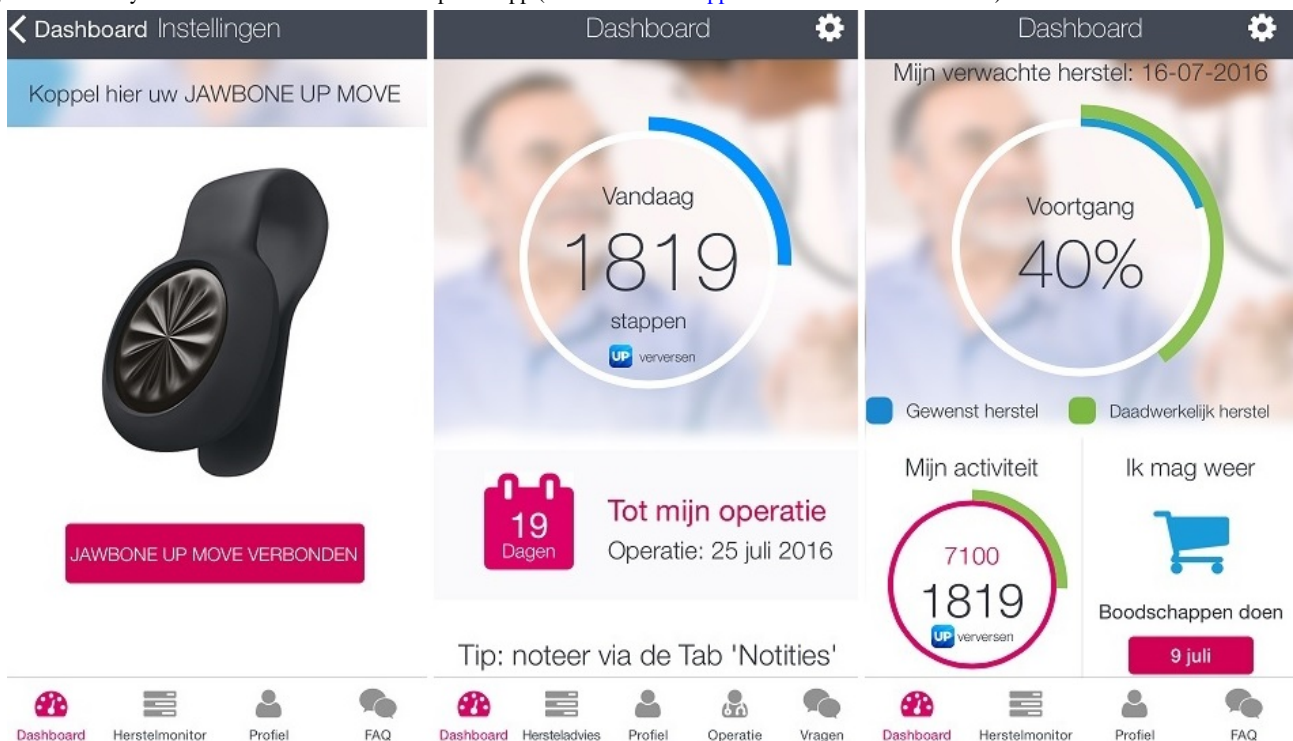 Dashboard Instellingen
Koppel hier uw JAWBONE UP MOVE
JAWBONE UP MOVE VERBONDEN
Dashboard Herstelmonitor Profiel FAQ
Dashboard
Vandaag
1819
stappen
UP verversen
19
Dagen
Tot mijn operatie
Operatie: 25 juli 2016
Tip: noteer via de Tab 'Notities'
Dashboard Hersteladvies Profiel Operatie Vragen
Dashboard
Mijn verwachte herstel: 16-07-2016
Voortgang
40%
Gewenst herstel Daadwerkelijk herstel
Mijn activiteit
7100
1819
UP verversen
Ik mag weer
Boodschappen doen
9 juli
Dashboard Herstelmonitor Profiel FAQ